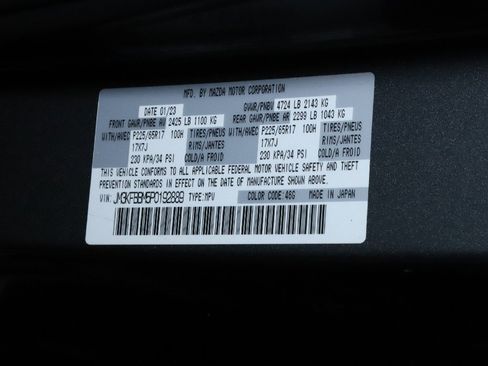 MFD. BY MAZDA MOTOR CORPORATION
DATE 01/23 GVWR/PNBV 4724 LB 2143 KG
FRONT GAWR/PNBE AV 2425 LB 1100 KG REAR GAWR/PNBE AR 2299 LB 1043 KG
WITH/AVEC P225/65R17 100H TIRES/PNEUS WITH/AVEC P225/65R17 100H TIRES/PNEUS
17X7J RIMS/JANTES 17X7J RIMS/JANTES
230 KPA/34 PSI COLD/A FROID 230 KPA/34 PSI COLD/A FROID
THIS VEHICLE CONFORMS TO ALL APPLICABLE FEDERAL MOTOR VEHICLE SAFETY AND THEFT
PREVENTION STANDARDS IN EFFECT ON THE DATE OF MANUFACTURE SHOWN ABOVE.
VIN: JM3KFBBM5P0192889 TYPE:MPV COLOR CODE:46G MADE IN JAPAN